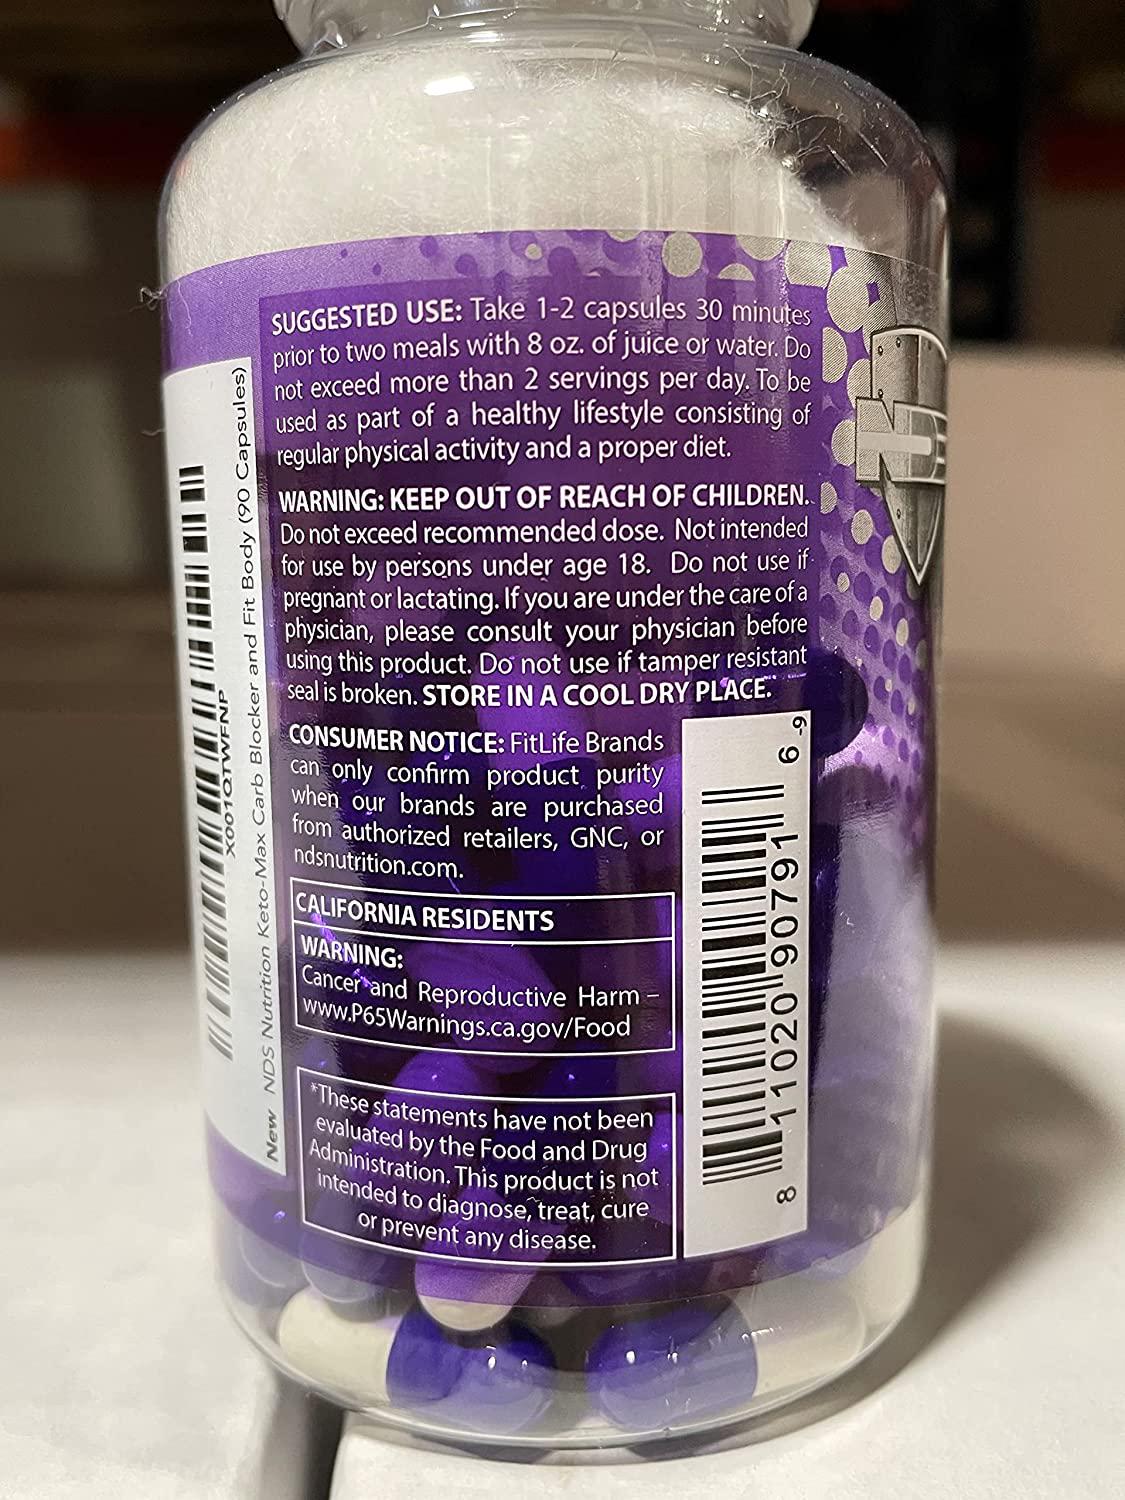 SUGGESTED USE: Take 1-2 capsules 30 minutes
prior to two meals with 8 oz. of juice or water. Do
not exceed more than 2 servings per day. To be
used as part of a healthy lifestyle consisting of
regular physical activity and a proper diet.
WARNING: KEEP OUT OF REACH OF CHILDREN.
Do not exceed recommended dose. Not intended
for use by persons under age 18. Do not use if
pregnant or lactating. If you are under the care of a
physician, please consult your physician before
using this product. Do not use if tamper resistant
seal is broken. STORE IN A COOL DRY PLACE.
CONSUMER NOTICE: FitLife Brands
can only confirm product purity
when our brands are purchased
from authorized retailers, GNC, or
ndsnutrition.com.
CALIFORNIA RESIDENTS
WARNING:
Cancer and Reproductive Harm –
www.P65Warnings.ca.gov/Food
*These statements have not been
evaluated by the Food and Drug
Administration. This product is not
intended to diagnose, treat, cure
or prevent any disease.
8 11020 90791 6 -9
X001QTWFNP
New NDS Nutrition Keto-Max Carb Blocker and Fit Body (90 Capsules)
NDS